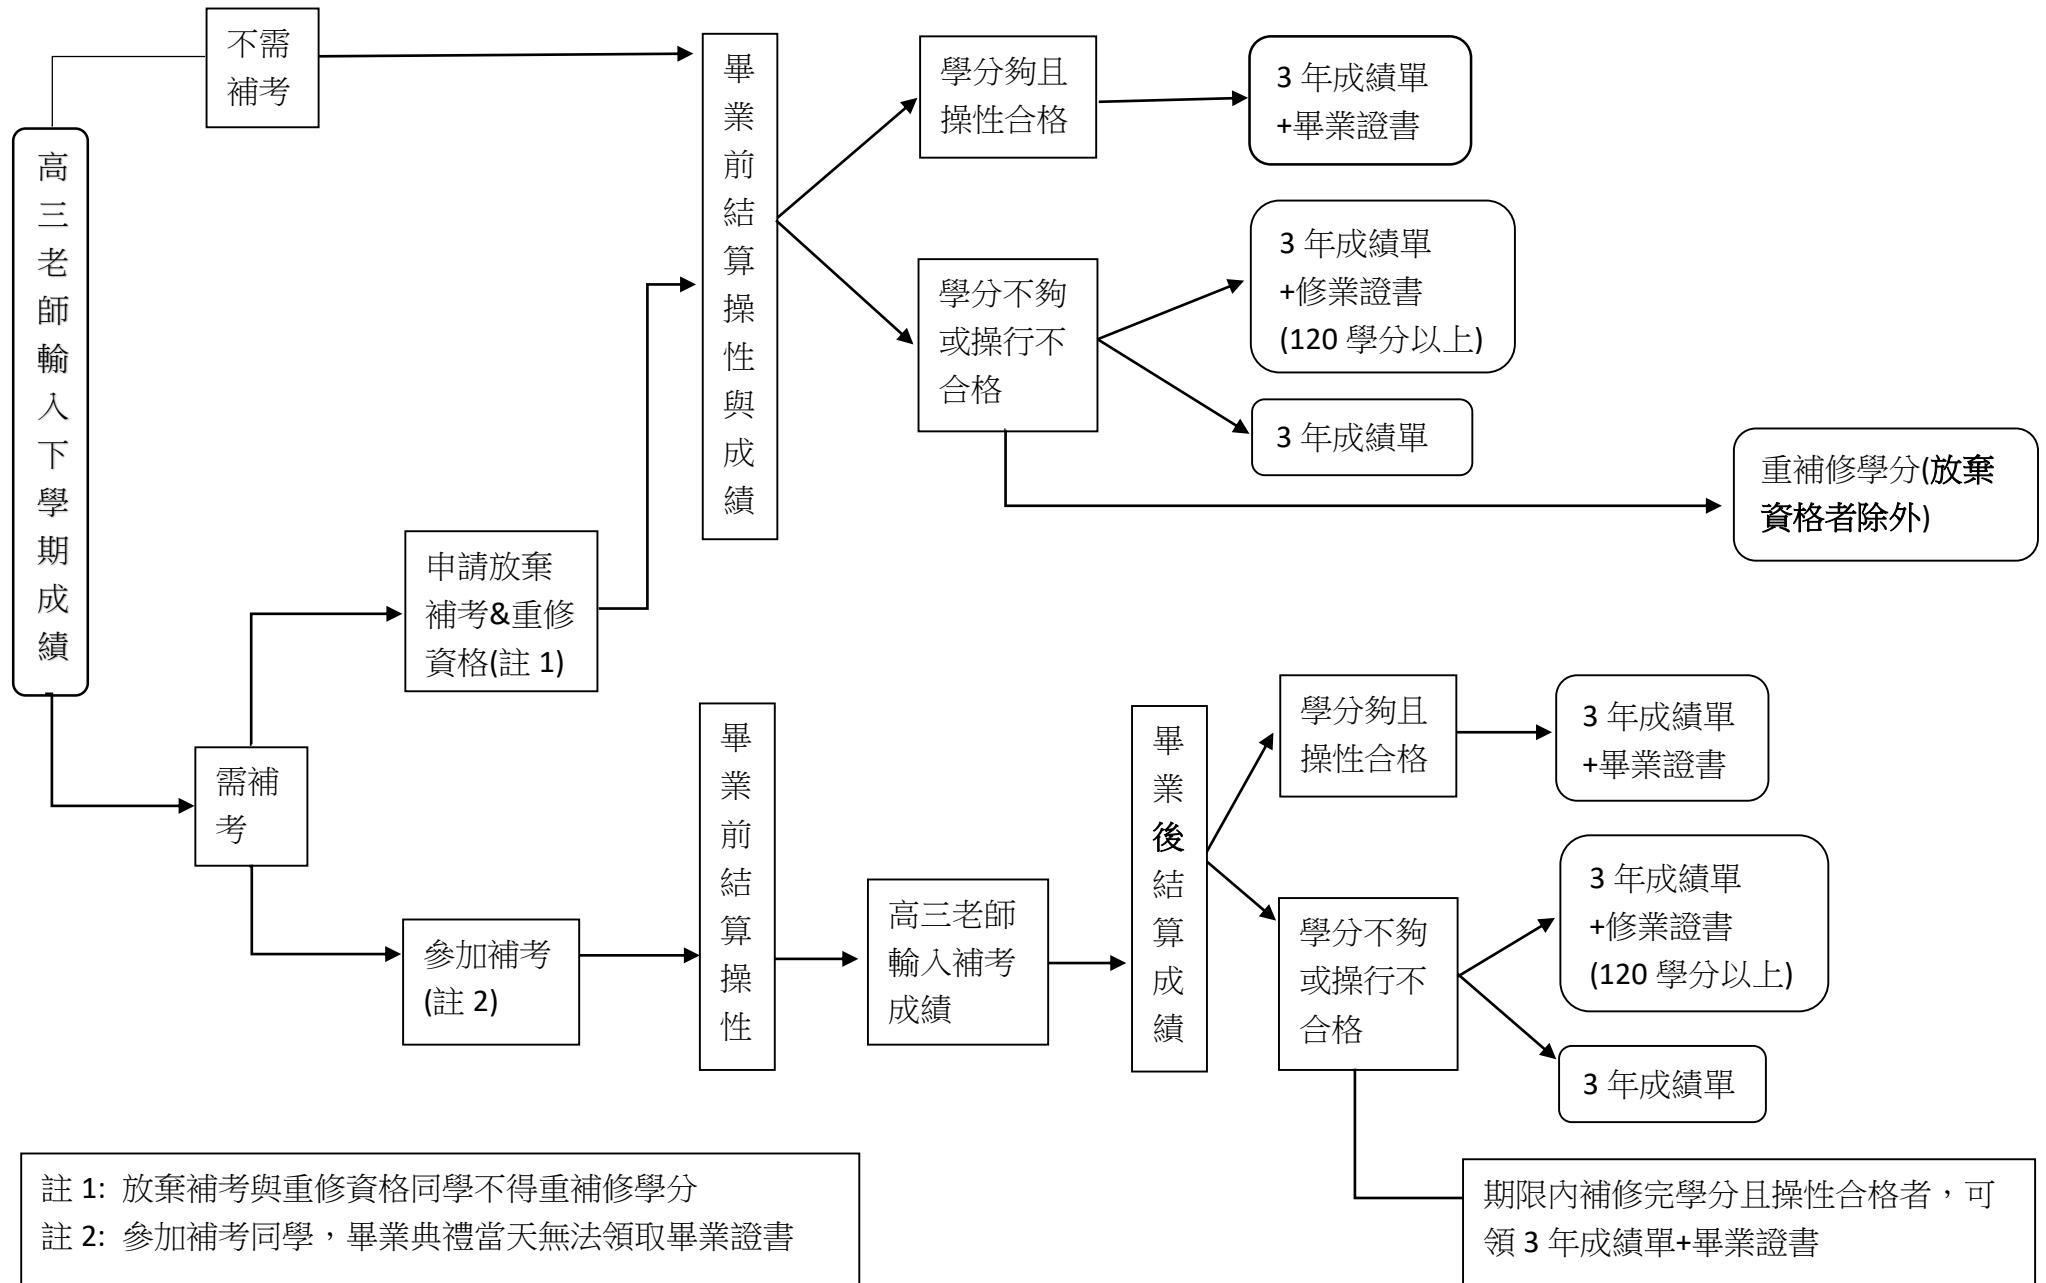 不需
補考
高三老師輸入下學期成績
畢業前結算操性與成績
學分夠且
操性合格
3 年成績單
+畢業證書
學分不夠
或操行不
合格
3 年成績單
+修業證書
(120 學分以上)
3 年成績單
重補修學分(放棄
資格者除外)
申請放棄
補考&重修
資格(註 1)
需補
考
參加補考
(註 2)
畢業前結算操性
高三老師
輸入補考
成績
畢業後結算成績
學分夠且
操性合格
3 年成績單
+畢業證書
學分不夠
或操行不
合格
3 年成績單
+修業證書
(120 學分以上)
3 年成績單
註 1: 放棄補考與重修資格同學不得重補修學分
註 2: 參加補考同學，畢業典禮當天無法領取畢業證書
期限內補修完學分且操性合格者，可
領 3 年成績單+畢業證書